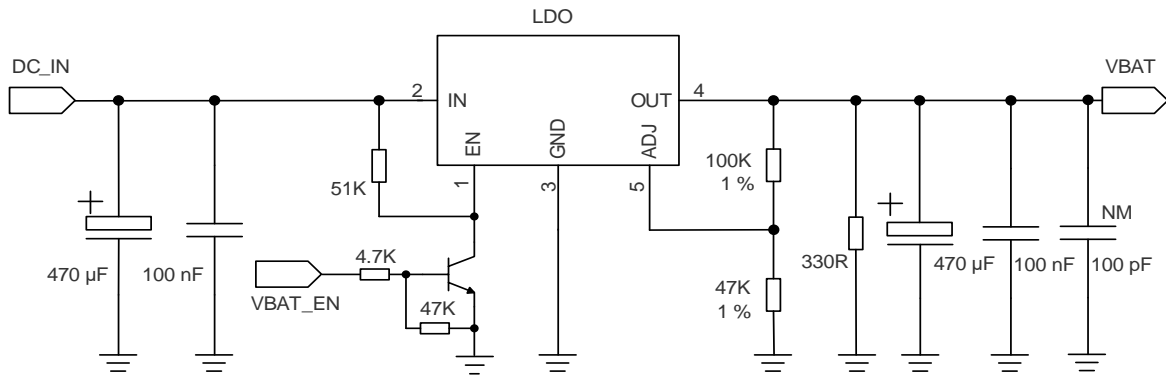 LDO
DC_IN
VBAT
2
IN
OUT
4
EN
GND
ADJ
1
3
5
51K
100K
1 %
+
+
NM
4.7K
470 µF
100 nF
VBAT_EN
47K
330R
470 µF
100 nF
100 pF
47K
1 %